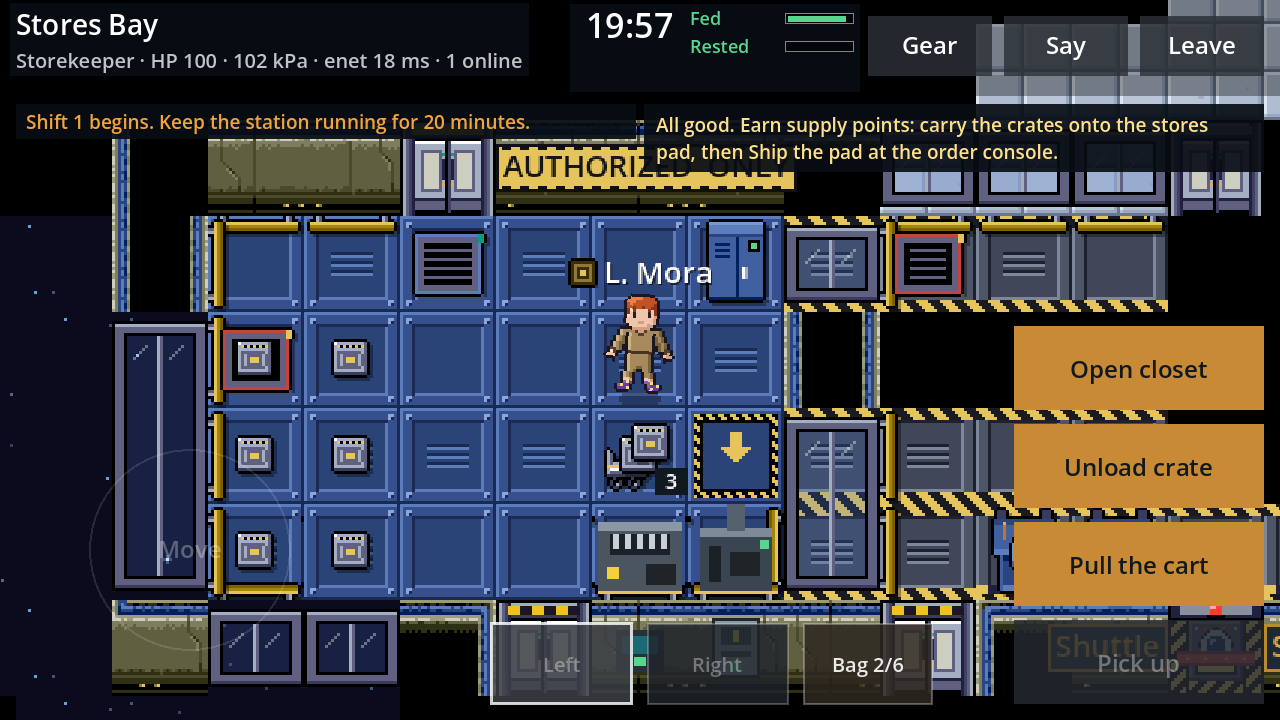 Stores Bay
Storekeeper · HP 100 · 102 kPa · enet 18 ms · 1 online
19:57
Fed
Rested
Gear
Say
Leave
Shift 1 begins. Keep the station running for 20 minutes.
All good. Earn supply points: carry the crates onto the stores
pad, then Ship the pad at the order console.
AUTHORIZED ONLY
L. Mora
Open closet
Unload crate
3
Pull the cart
Move
Left
Right
Bag 2/6
Shuttle
Pick up